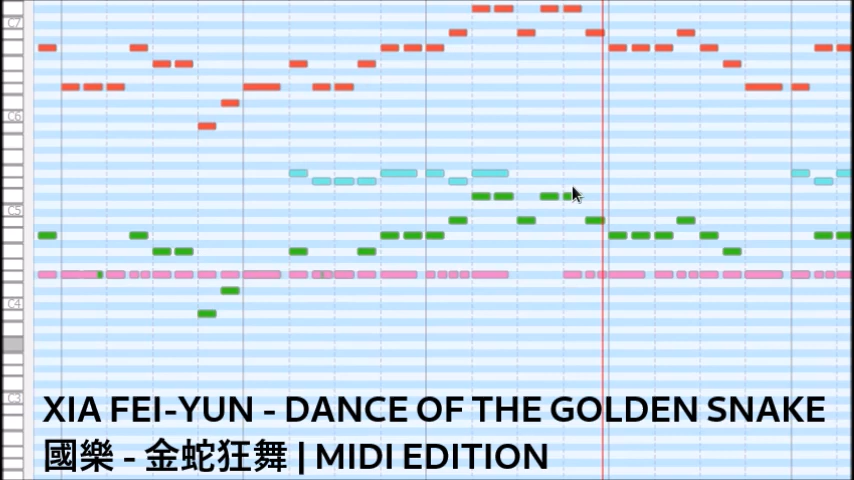 C7
C6
C5
C4
C3
XIA FEI-YUN - DANCE OF THE GOLDEN SNAKE
國樂 - 金蛇狂舞 | MIDI EDITION